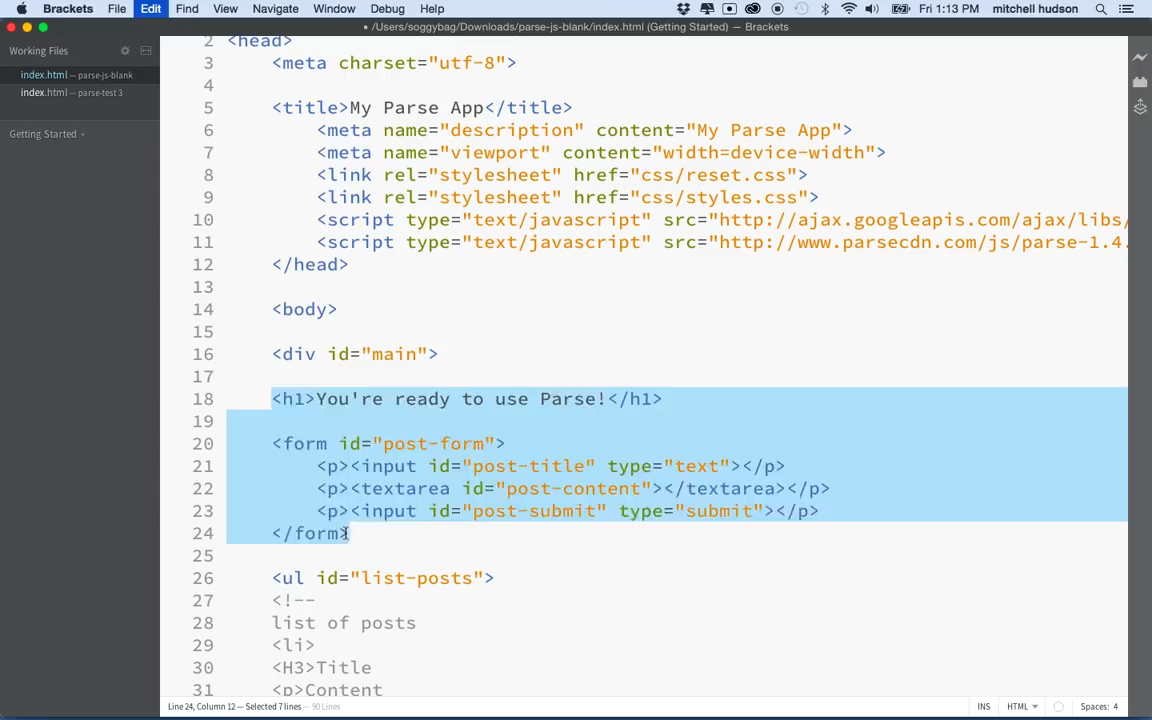 Brackets File Edit Find View Navigate Window Debug Help Fri 1:13 PM mitchell hudson
• /Users/soggybag/Downloads/parse-js-blank/index.html (Getting Started) — Brackets
Working Files
index.html — parse-js-blank
index.html — parse-test 3
Getting Started
2 <head>
3 <meta charset="utf-8">
4
5 <title>My Parse App</title>
6 <meta name="description" content="My Parse App">
7 <meta name="viewport" content="width=device-width">
8 <link rel="stylesheet" href="css/reset.css">
9 <link rel="stylesheet" href="css/styles.css">
10 <script type="text/javascript" src="http://ajax.googleapis.com/ajax/libs/
11 <script type="text/javascript" src="http://www.parsecdn.com/js/parse-1.4.
12 </head>
13
14 <body>
15
16 <div id="main">
17
18 <h1>You're ready to use Parse!</h1>
19
20 <form id="post-form">
21 <p><input id="post-title" type="text"></p>
22 <p><textarea id="post-content"></textarea></p>
23 <p><input id="post-submit" type="submit"></p>
24 </form>
25
26 <ul id="list-posts">
27 <!--
28 list of posts
29 <li>
30 <H3>Title
31 <p>Content
Line 24, Column 12 — Selected 7 lines — 90 Lines INS HTML Spaces: 4